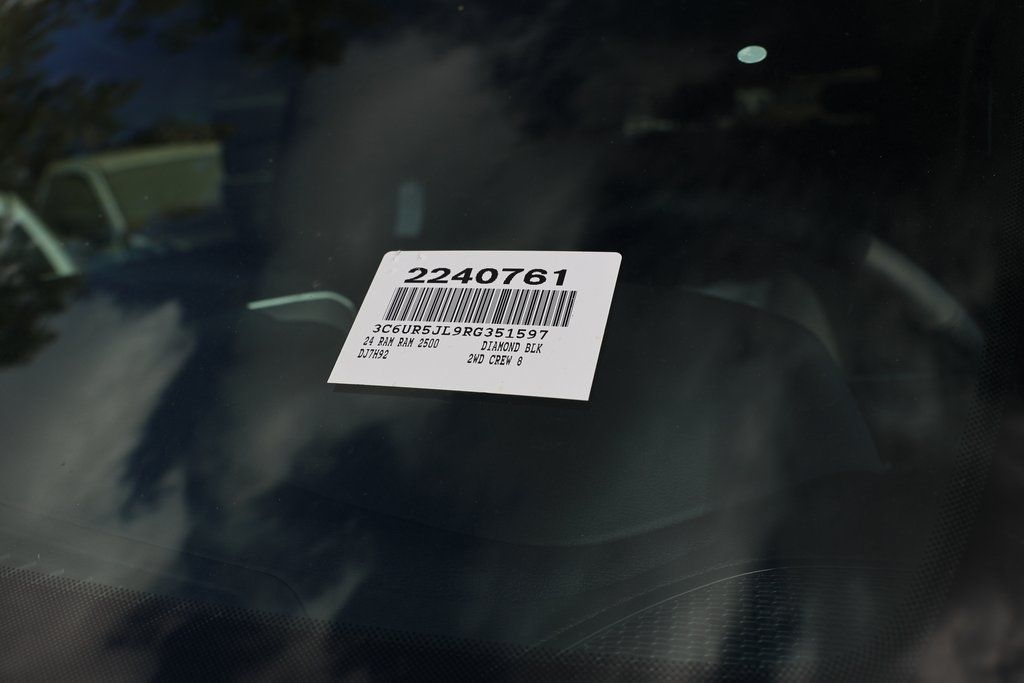 2240761
3C6UR5JL9RG351597
24 RAM RAM 2500 DIAMOND BLK
DJ7H92 2WD CREW 8